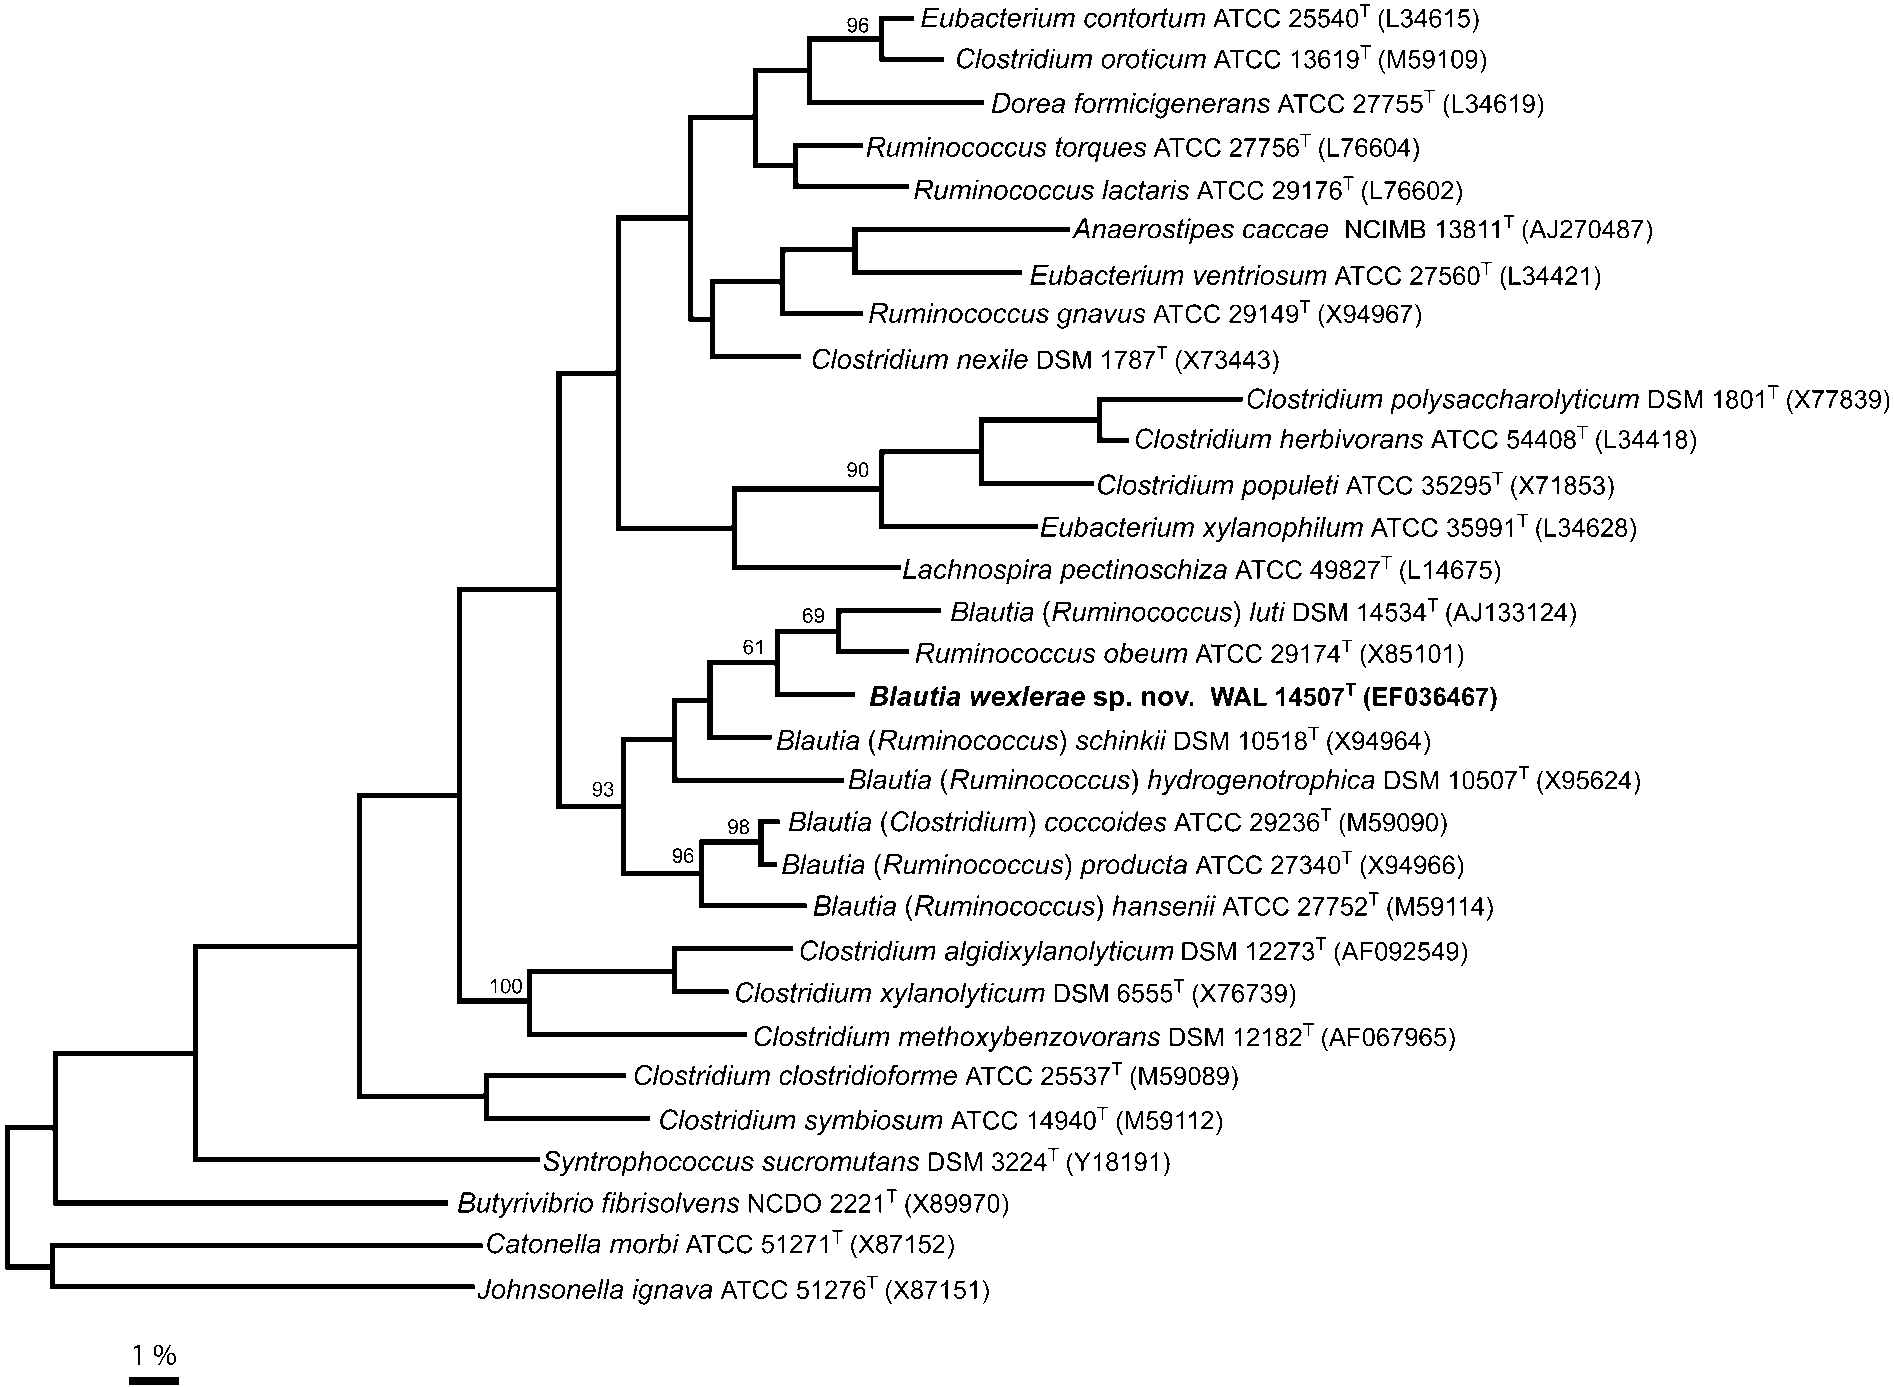 96
Eubacterium contortum ATCC 25540T (L34615)
Clostridium oroticum ATCC 13619T (M59109)
Dorea formicigenerans ATCC 27755T (L34619)
Ruminococcus torques ATCC 27756T (L76604)
Ruminococcus lactaris ATCC 29176T (L76602)
Anaerostipes caccae NCIMB 13811T (AJ270487)
Eubacterium ventriosum ATCC 27560T (L34421)
Ruminococcus gnavus ATCC 29149T (X94967)
Clostridium nexile DSM 1787T (X73443)
Clostridium polysaccharolyticum DSM 1801T (X77839)
Clostridium herbivorans ATCC 54408T (L34418)
90
Clostridium populeti ATCC 35295T (X71853)
Eubacterium xylanophilum ATCC 35991T (L34628)
Lachnospira pectinoschiza ATCC 49827T (L14675)
69
Blautia (Ruminococcus) luti DSM 14534T (AJ133124)
61
Ruminococcus obeum ATCC 29174T (X85101)
Blautia wexlerae sp. nov. WAL 14507T (EF036467)
Blautia (Ruminococcus) schinkii DSM 10518T (X94964)
93
Blautia (Ruminococcus) hydrogenotrophica DSM 10507T (X95624)
98
Blautia (Clostridium) coccoides ATCC 29236T (M59090)
96
Blautia (Ruminococcus) producta ATCC 27340T (X94966)
Blautia (Ruminococcus) hansenii ATCC 27752T (M59114)
Clostridium algidixylanolyticum DSM 12273T (AF092549)
100
Clostridium xylanolyticum DSM 6555T (X76739)
Clostridium methoxybenzovorans DSM 12182T (AF067965)
Clostridium clostridioforme ATCC 25537T (M59089)
Clostridium symbiosum ATCC 14940T (M59112)
Syntrophococcus sucromutans DSM 3224T (Y18191)
Butyrivibrio fibrisolvens NCDO 2221T (X89970)
Catonella morbi ATCC 51271T (X87152)
Johnsonella ignava ATCC 51276T (X87151)
1 %